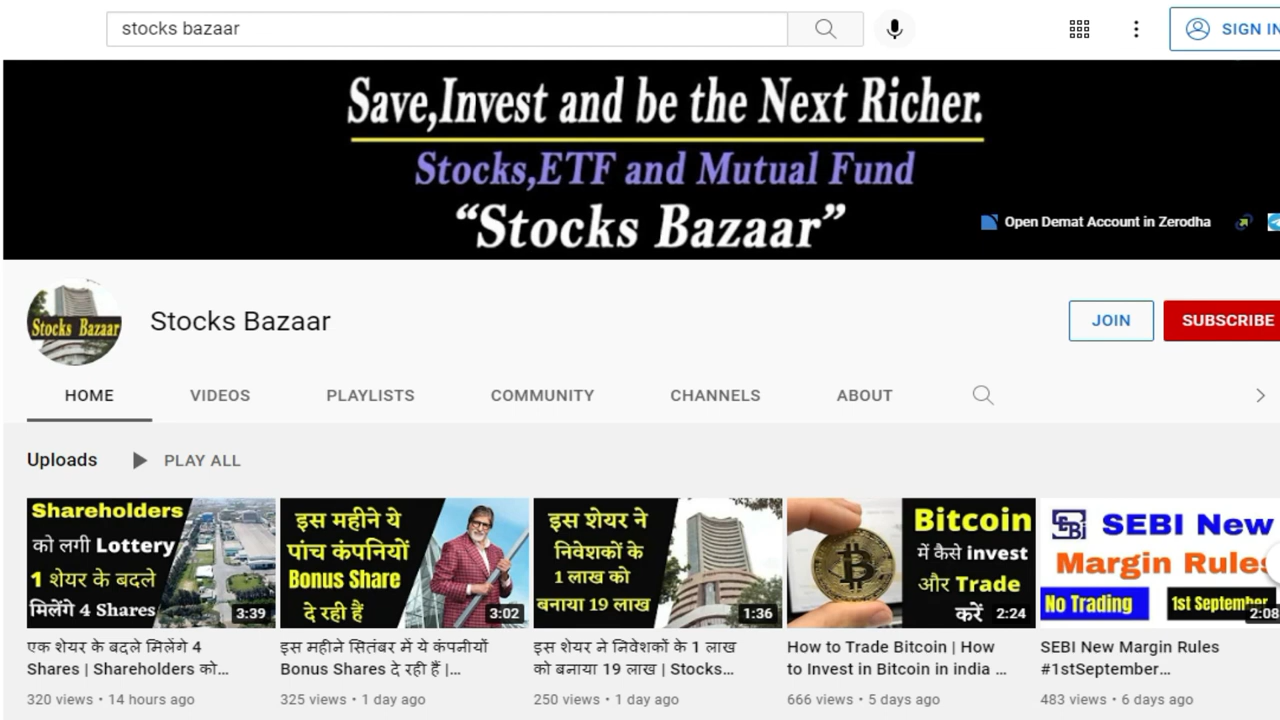 stocks bazaar
SIGN IN
Save,Invest and be the Next Richer.
Stocks,ETF and Mutual Fund
“Stocks Bazaar”
Open Demat Account in Zerodha
Stocks Bazaar
Stocks Bazaar
JOIN
SUBSCRIBE
HOME
VIDEOS
PLAYLISTS
COMMUNITY
CHANNELS
ABOUT
Uploads
PLAY ALL
Shareholders
को लगी Lottery
1 शेयर के बदले
मिलेंगे 4 Shares
3:39
एक शेयर के बदले मिलेंगे 4
Shares | Shareholders को...
320 views • 14 hours ago
इस महीने ये
पांच कंपनियों
Bonus Share
दे रही हैं
3:02
इस महीने सितंबर में ये कंपनीयों
Bonus Shares दे रही हैं |...
325 views • 1 day ago
इस शेयर ने
निवेशकों के
1 लाख को
बनाया 19 लाख
1:36
इस शेयर ने निवेशकों के 1 लाख
को बनाया 19 लाख | Stocks...
250 views • 1 day ago
Bitcoin
में कैसे invest
और Trade
करें
2:24
How to Trade Bitcoin | How
to Invest in Bitcoin in india ...
666 views • 5 days ago
SEBI
SEBI New
Margin Rules
No Trading
1st September
2:08
SEBI New Margin Rules
#1stSeptember...
483 views • 6 days ago